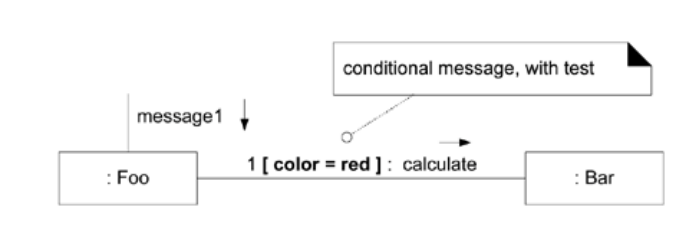 conditional message, with test
message1
1 [ color = red ] : calculate
: Foo
: Bar